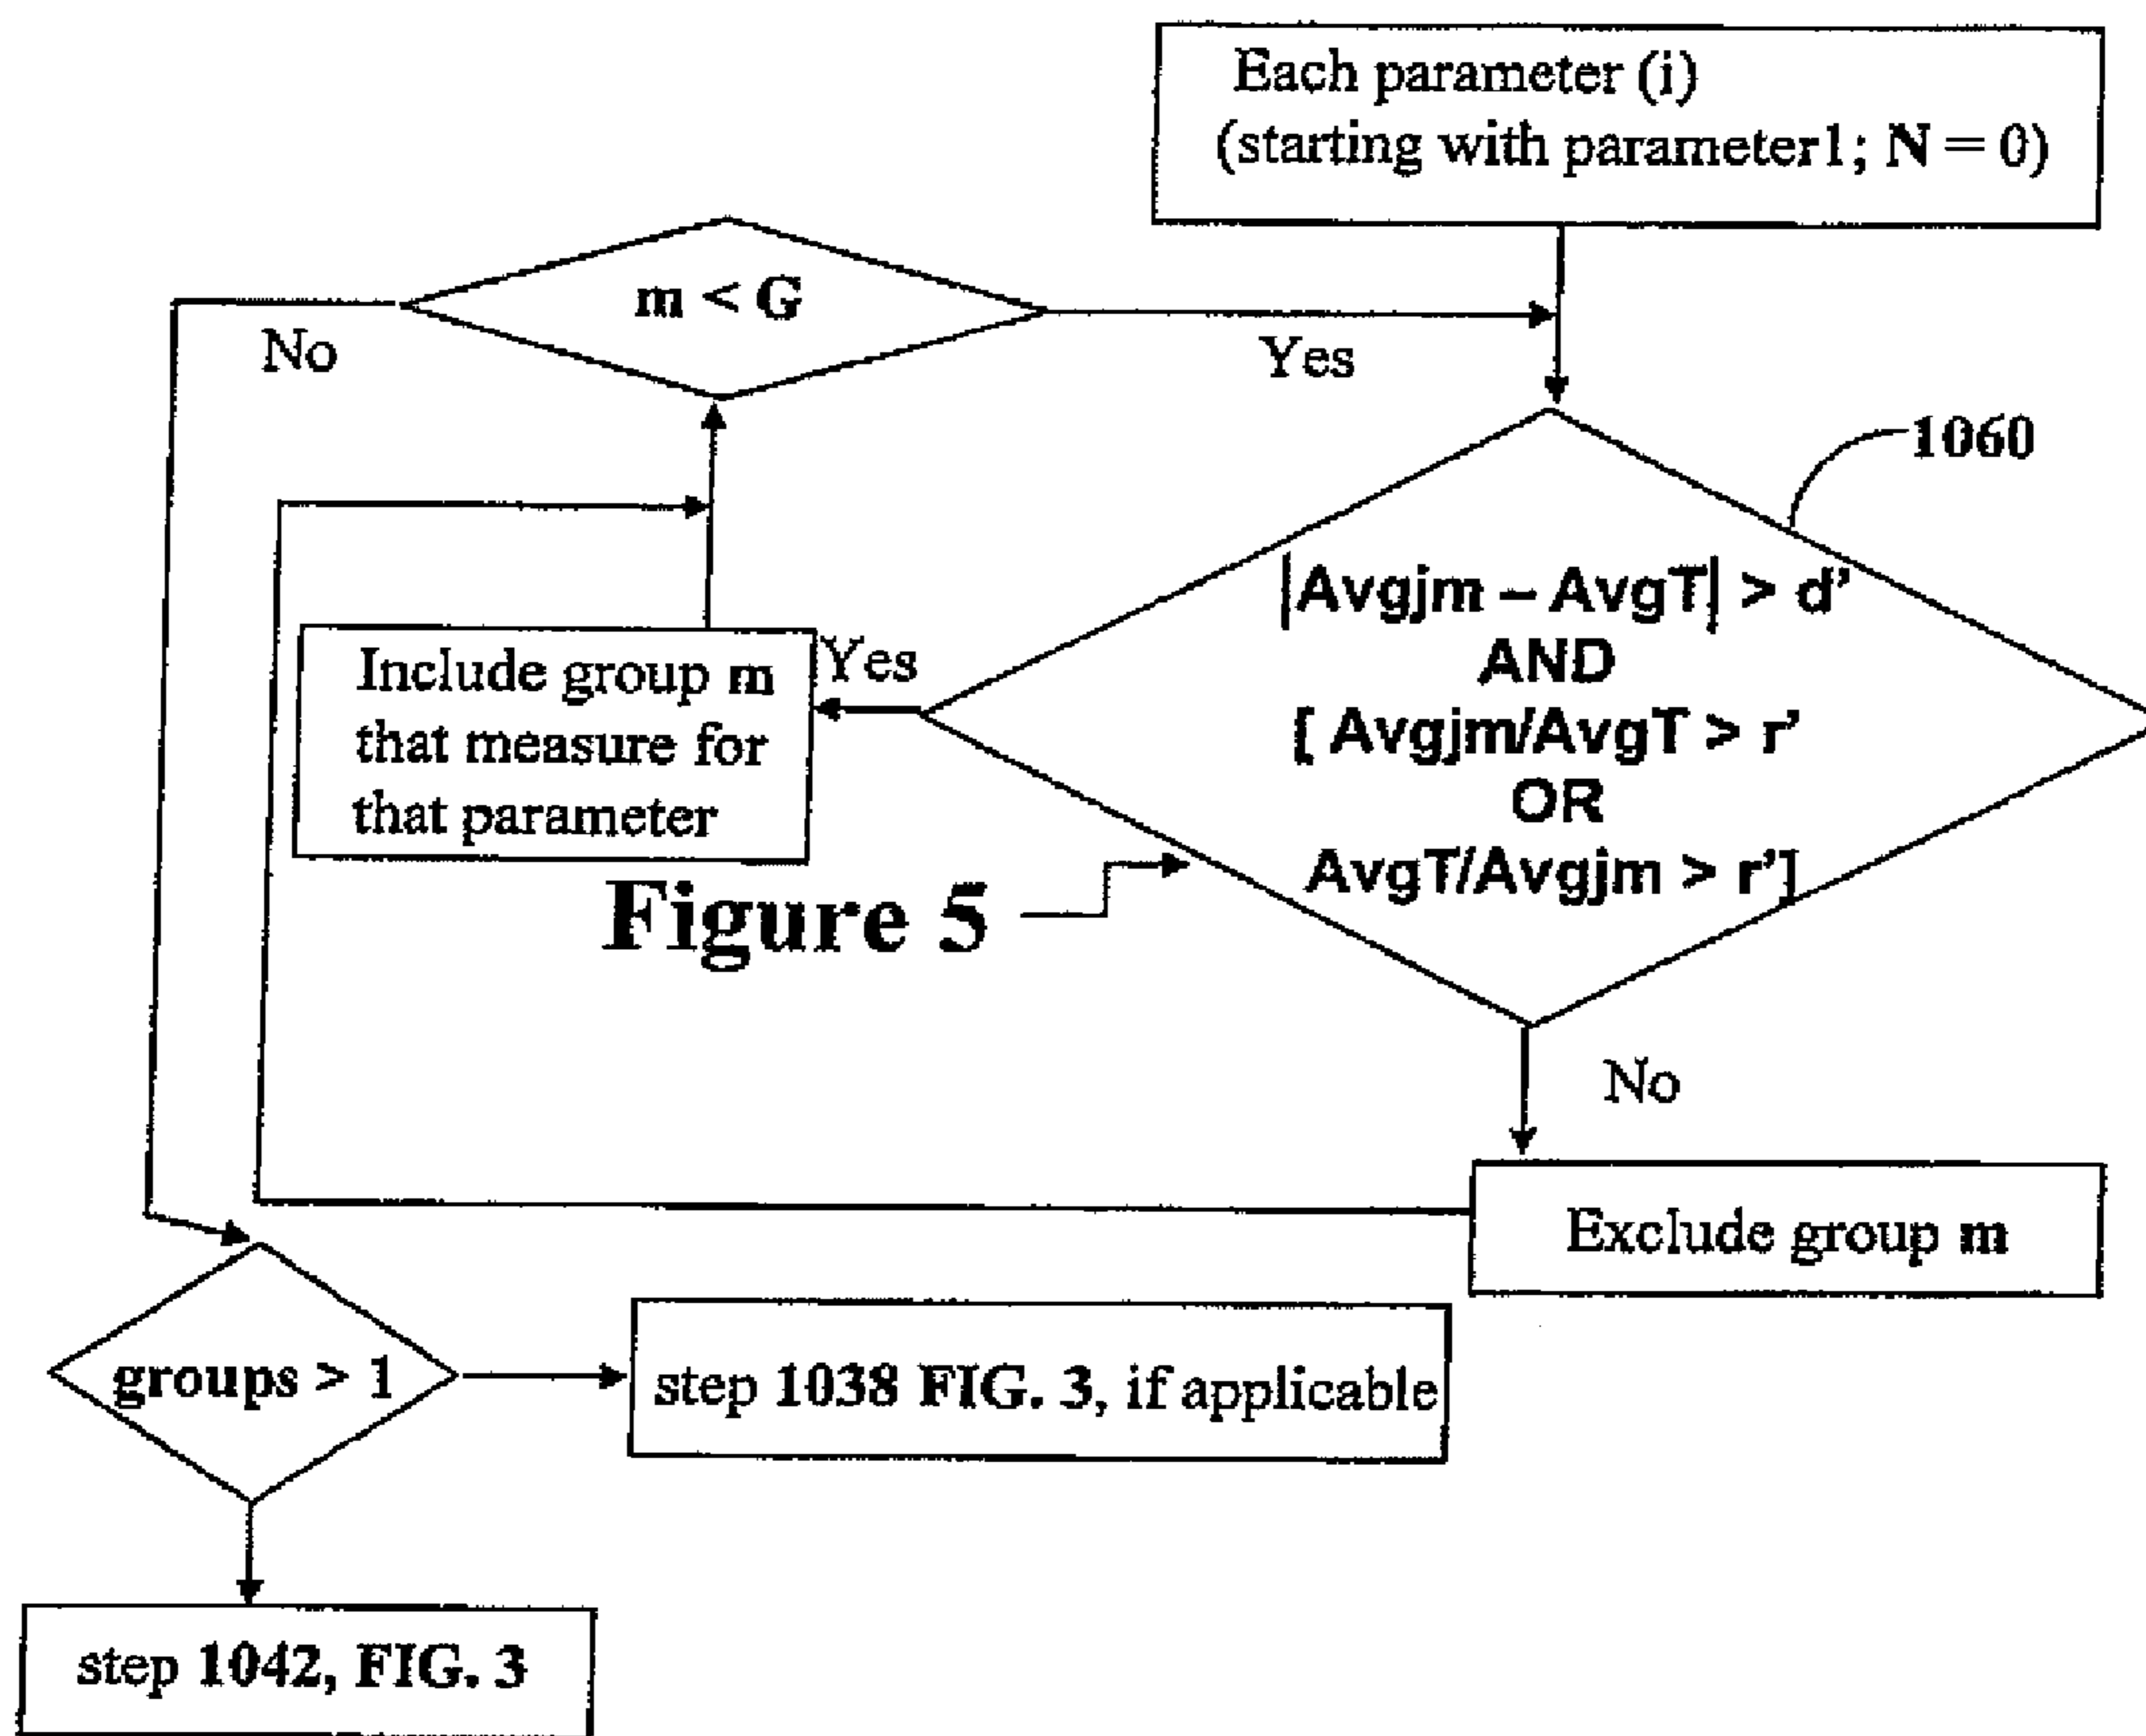 Each parameter (i)
(starting with parameter1; N = 0)
m < G
No
Yes
1060
|Avgjm – AvgT| > d’
AND
[ Avgjm/AvgT > r’
OR
AvgT/Avgjm > r’]
Yes
Include group m
that measure for
that parameter
Figure 5
No
Exclude group m
groups > 1
step 1038 FIG. 3, if applicable
step 1042, FIG. 3